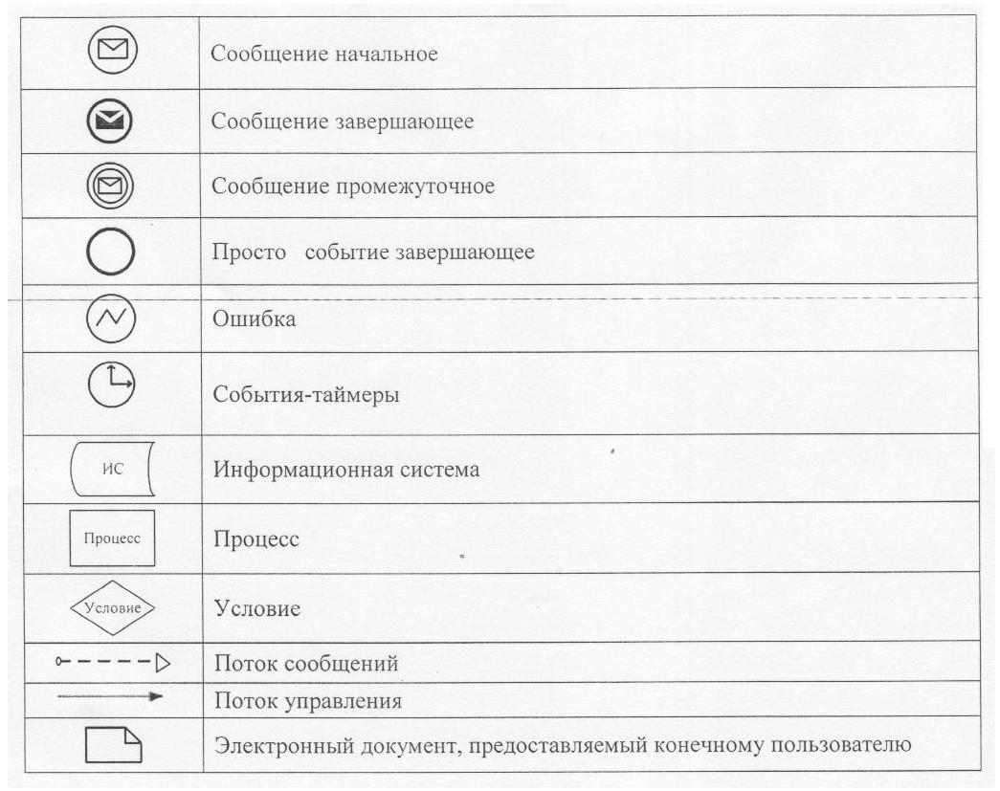 Сообщение начальное
Сообщение завершающее
Сообщение промежуточное
Просто событие завершающее
Ошибка
События-таймеры
ИС
Информационная система
Процесс
Процесс
Условие
Условие
Поток сообщений
Поток управления
Электронный документ, предоставляемый конечному пользователю